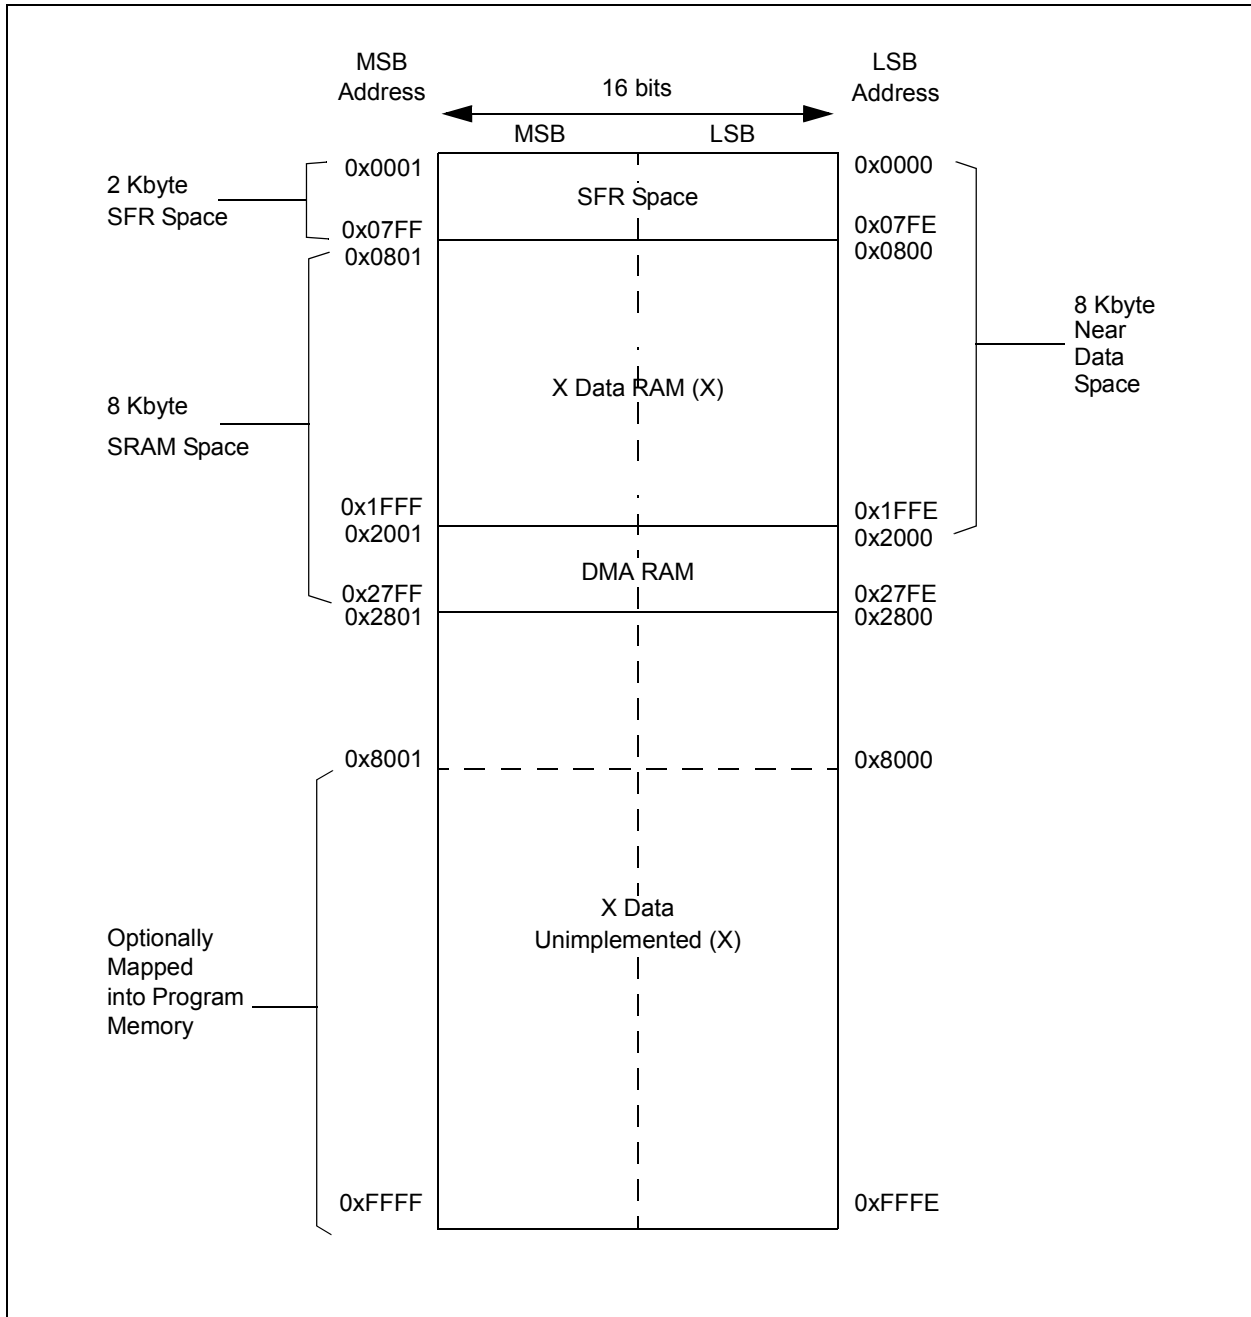 MSB
Address
LSB
Address
16 bits
MSB
LSB
0x0001
0x0000
2 Kbyte
SFR Space
SFR Space
0x07FF
0x07FE
0x0801
0x0800
8 Kbyte
Near
Data
Space
X Data RAM (X)
8 Kbyte
SRAM Space
0x1FFF
0x1FFE
0x2001
0x2000
DMA RAM
0x27FF
0x27FE
0x2801
0x2800
0x8001
0x8000
X Data
Unimplemented (X)
Optionally
Mapped
into Program
Memory
0xFFFF
0xFFFE